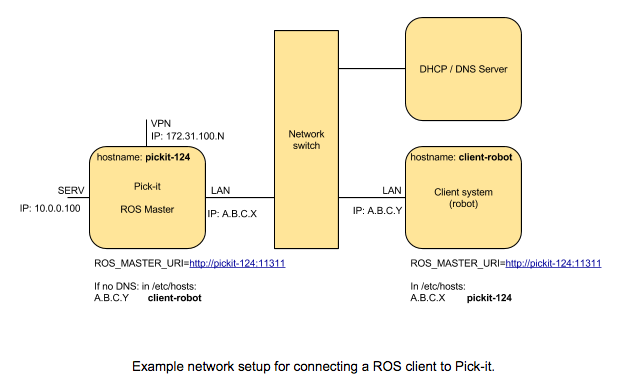 DHCP / DNS Server
Network
switch
VPN
IP: 172.31.100.N
hostname: pickit-124
Pick-it
ROS Master
SERV
IP: 10.0.0.100
LAN
IP: A.B.C.X
LAN
IP: A.B.C.Y
hostname: client-robot
Client system
(robot)
ROS_MASTER_URI=http://pickit-124:11311
If no DNS: in /etc/hosts:
A.B.C.Y client-robot
ROS_MASTER_URI=http://pickit-124:11311
In /etc/hosts:
A.B.C.X pickit-124
Example network setup for connecting a ROS client to Pick-it.